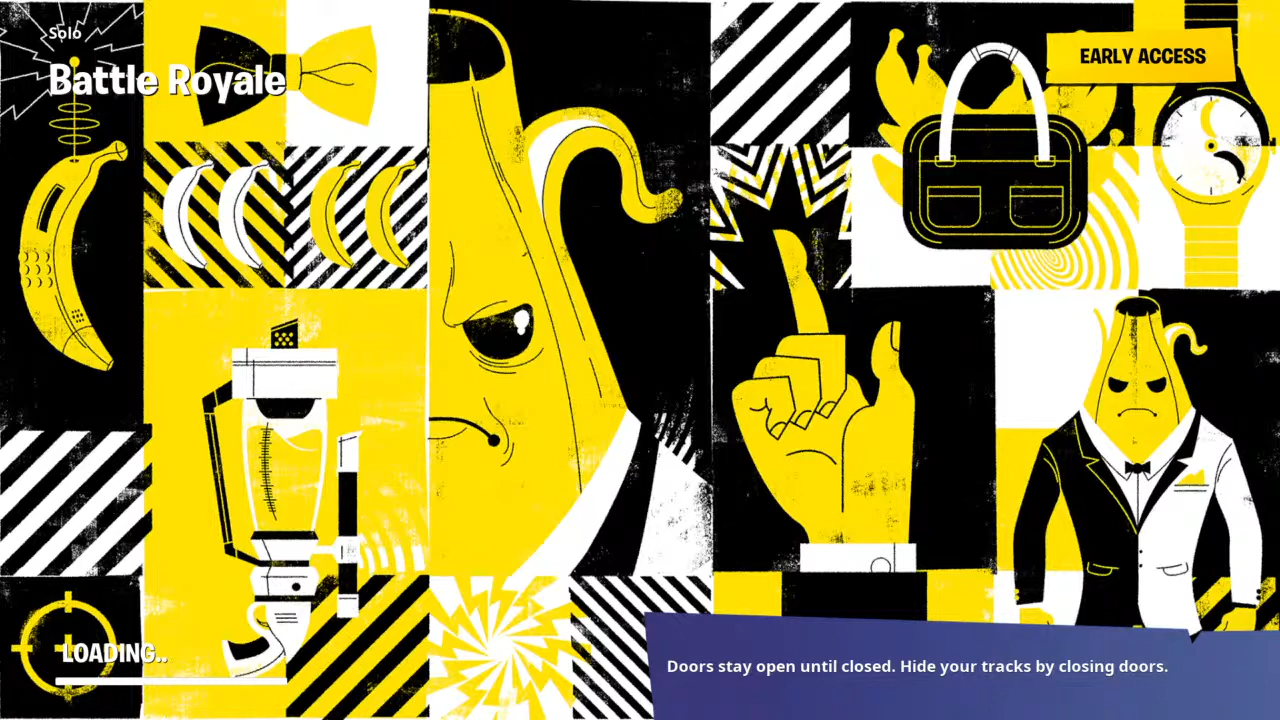 Solo
Battle Royale
EARLY ACCESS
LOADING..
Doors stay open until closed. Hide your tracks by closing doors.